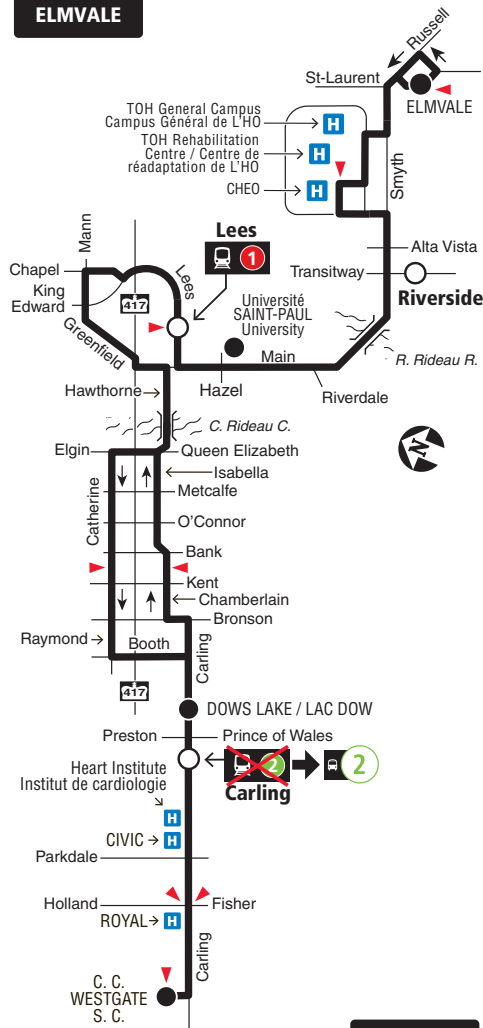 ELMVALE
Russell
St-Laurent
ELMVALE
TOH General Campus
Campus Général de L'HO
H
TOH Rehabilitation
Centre / Centre de
réadaptation de L'HO
H
CHEO
H
Smyth
Mann
Lees
1
Alta Vista
Chapel
Lees
Transitway
King
Edward
417
Riverside
Université
SAINT-PAUL
University
Greenfield
Main
R. Rideau R.
Hawthorne
Hazel
Riverdale
C. Rideau C.
N
Elgin
Queen Elizabeth
Isabella
Catherine
Metcalfe
O'Connor
Bank
Kent
Chamberlain
Bronson
Raymond
Booth
Carling
417
DOWS LAKE / LAC DOW
Preston
Prince of Wales
Heart Institute
Institut de cardiologie
2
2
Carling
H
CIVIC
H
Parkdale
Holland
Fisher
ROYAL
H
Carling
C. C.
WESTGATE
S. C.